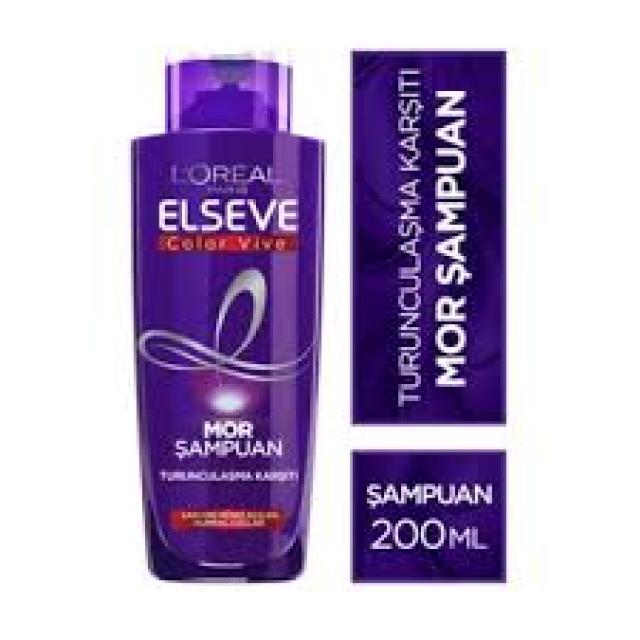 L'ORÉAL
PARIS
ELSEVE
Color Vive
MOR
ŞAMPUAN
TURUNCULAŞMA KARŞITI
TURUNCULAŞMA KARŞITI
MOR ŞAMPUAN
ŞAMPUAN
200ML